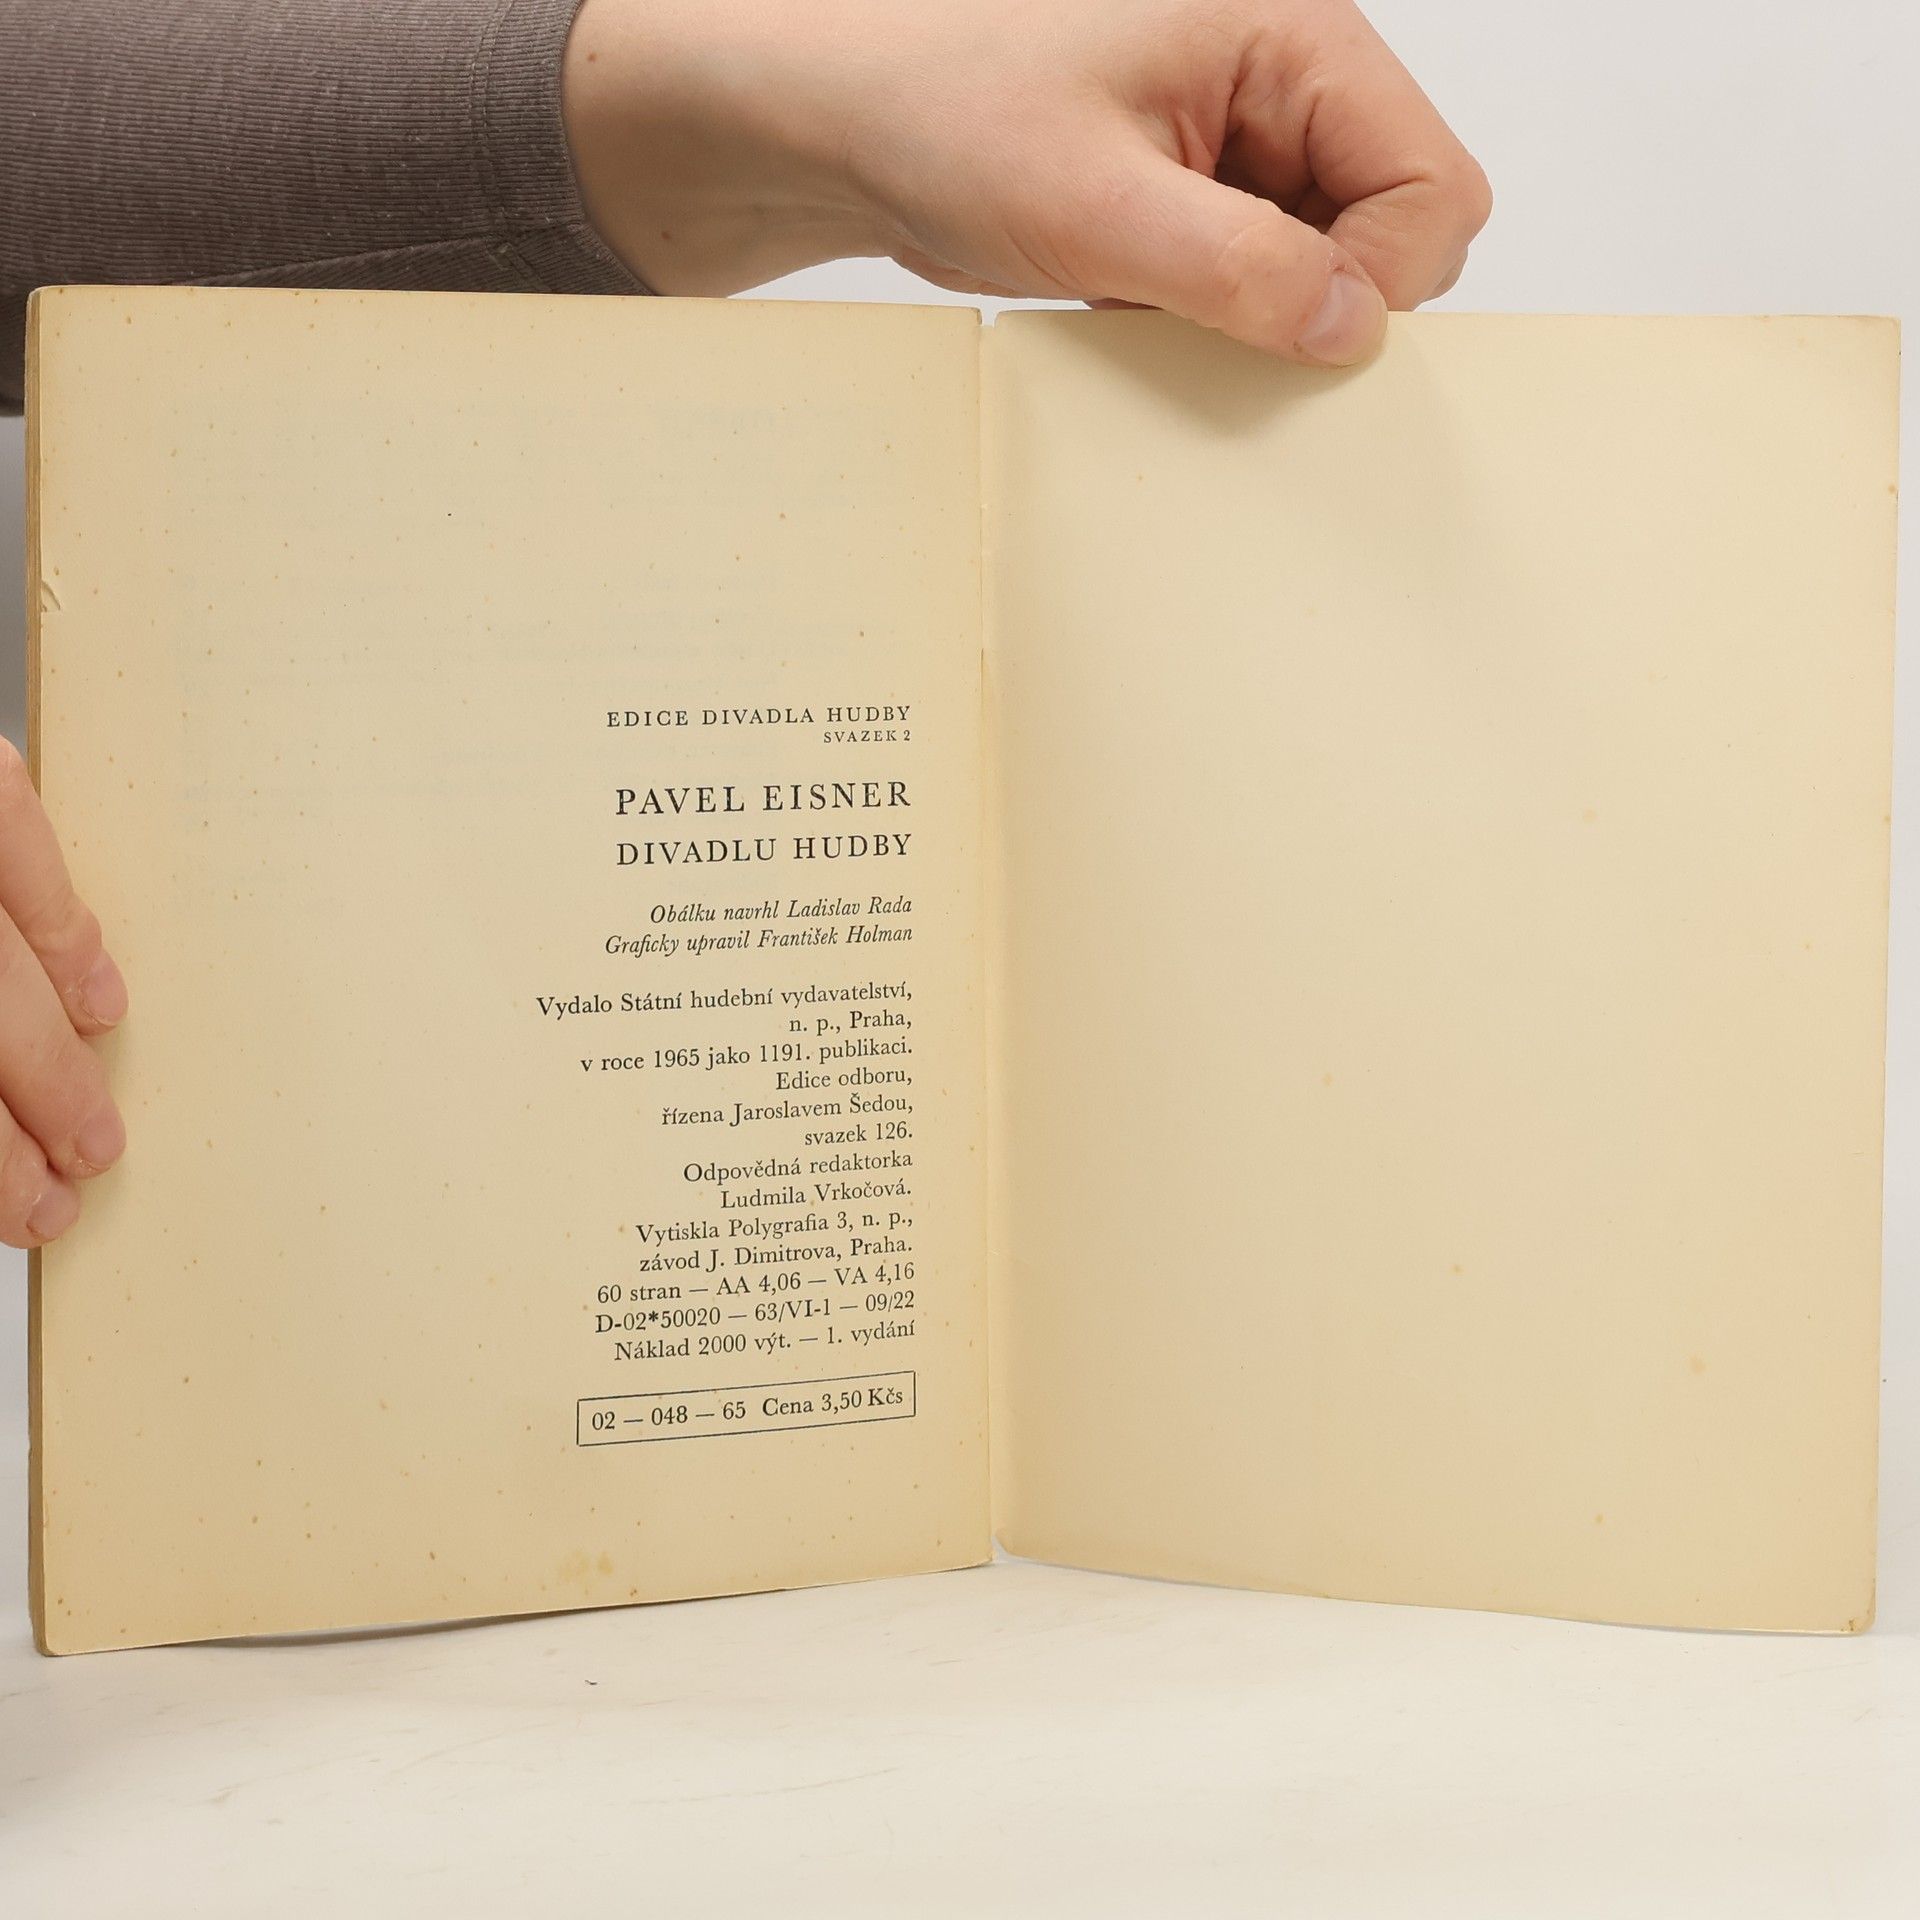 EDICE DIVADLA HUDBY
SVAZEK 2
PAVEL EISNER
DIVADLU HUDBY
Obálku navrhl Ladislav Rada
Graficky upravil František Holman
Vydalo Státní hudební vydavatelství,
n. p., Praha,
v roce 1965 jako 1191. publikaci.
Edice odboru,
řízena Jaroslavem Šedou,
svazek 126.
Odpovědná redaktorka
Ludmila Vrkočová.
Vytiskla Polygrafia 3, n. p.,
závod J. Dimitrova, Praha.
60 stran — AA 4,06 — VA 4,16
D-02*50020 — 63/VI-1 — 09/22
Náklad 2000 výt. — 1. vydání
02 — 048 — 65 Cena 3,50 Kčs